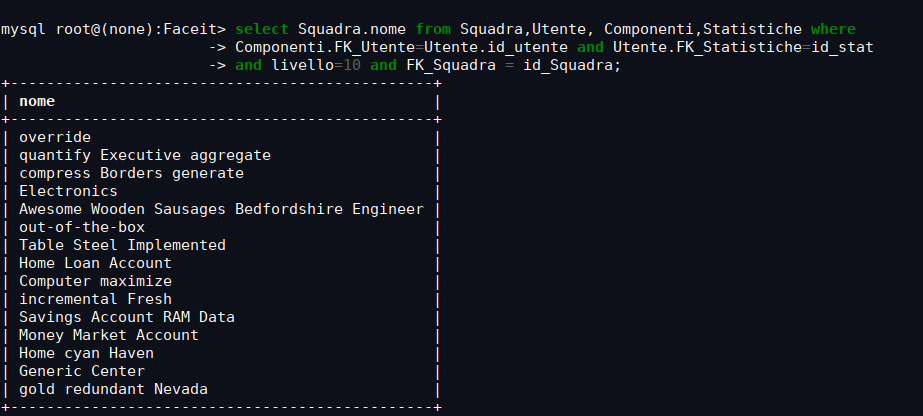 mysql root@(none):Faceit> select Squadra.nome from Squadra,Utente, Componenti,Statistiche where
-> Componenti.FK_Utente=Utente.id_utente and Utente.FK_Statistiche=id_stat
-> and livello=10 and FK_Squadra = id_Squadra;
+-----------------------------------------------+
| nome |
+-----------------------------------------------+
| override |
| quantify Executive aggregate |
| compress Borders generate |
| Electronics |
| Awesome Wooden Sausages Bedfordshire Engineer |
| out-of-the-box |
| Table Steel Implemented |
| Home Loan Account |
| Computer maximize |
| incremental Fresh |
| Savings Account RAM Data |
| Money Market Account |
| Home cyan Haven |
| Generic Center |
| gold redundant Nevada |
+-----------------------------------------------+